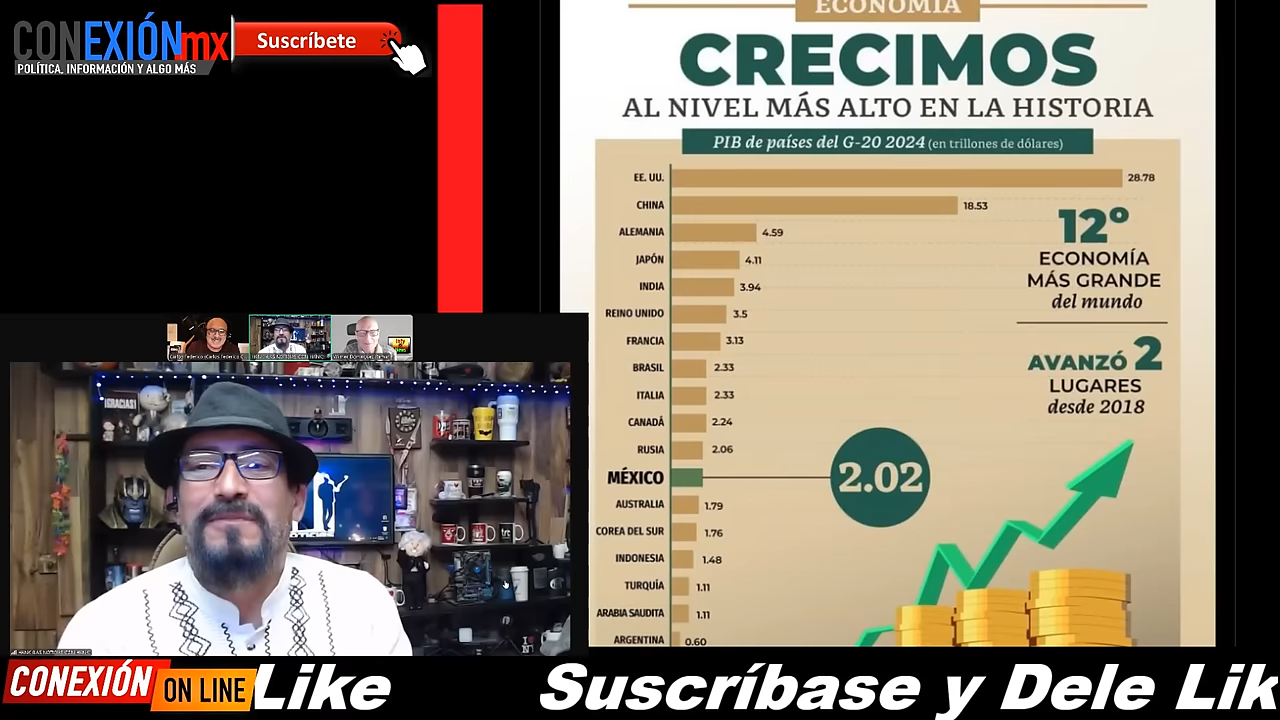 CONEXIÓNmx
POLÍTICA, INFORMACIÓN Y ALGO MÁS
Suscríbete
ECONOMÍA
CRECIMOS
AL NIVEL MÁS ALTO EN LA HISTORIA
PIB de países del G-20 2024 (en trillones de dólares)
EE. UU. 28.78
CHINA 18.53
ALEMANIA 4.59
JAPÓN 4.11
INDIA 3.94
REINO UNIDO 3.5
FRANCIA 3.13
BRASIL 2.33
ITALIA 2.33
CANADÁ 2.24
RUSIA 2.06
MÉXICO 2.02
AUSTRALIA 1.79
COREA DEL SUR 1.76
INDONESIA 1.48
TURQUÍA 1.11
ARABIA SAUDITA 1.11
ARGENTINA 0.60
12º
ECONOMÍA
MÁS GRANDE
del mundo
AVANZÓ 2
LUGARES
desde 2018
¡GRACIAS!
CONEXIÓN
ON LINE
Like
Suscríbase y Dele Lik